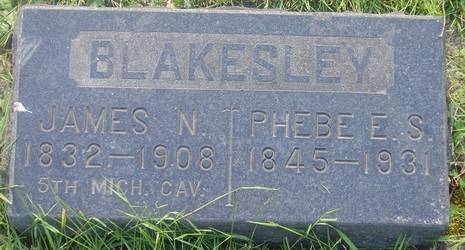 BLAKESLEY
JAMES N.
1832–1908
5TH MICH. CAV.
PHEBE E. S.
1845–1931